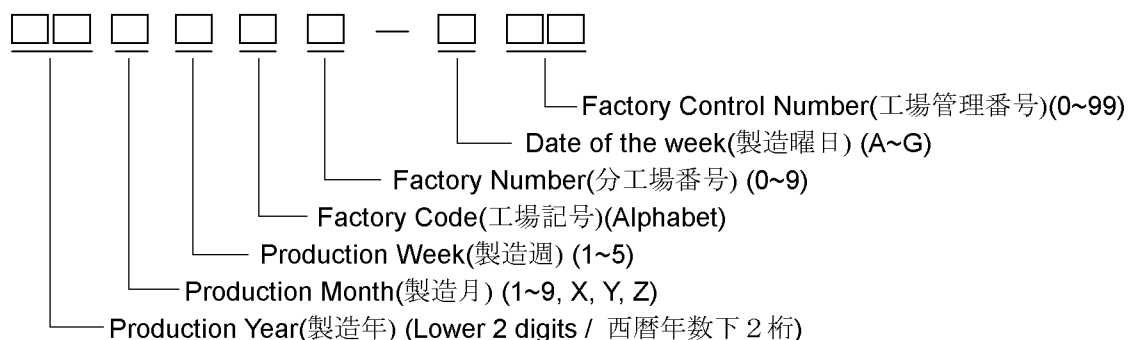 Factory Control Number(工場管理番号)(0~99)
Date of the week(製造曜日) (A~G)
Factory Number(分工場番号) (0~9)
Factory Code(工場記号)(Alphabet)
Production Week(製造週) (1~5)
Production Month(製造月) (1~9, X, Y, Z)
Production Year(製造年) (Lower 2 digits / 西暦年数下２桁)